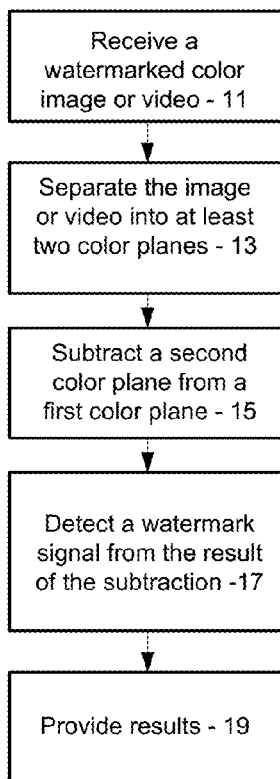 Receive a
watermarked color
image or video - 11
Separate the image
or video into at least
two color planes - 13
Subtract a second
color plane from a
first color plane - 15
Detect a watermark
signal from the result
of the subtraction -17
Provide results - 19